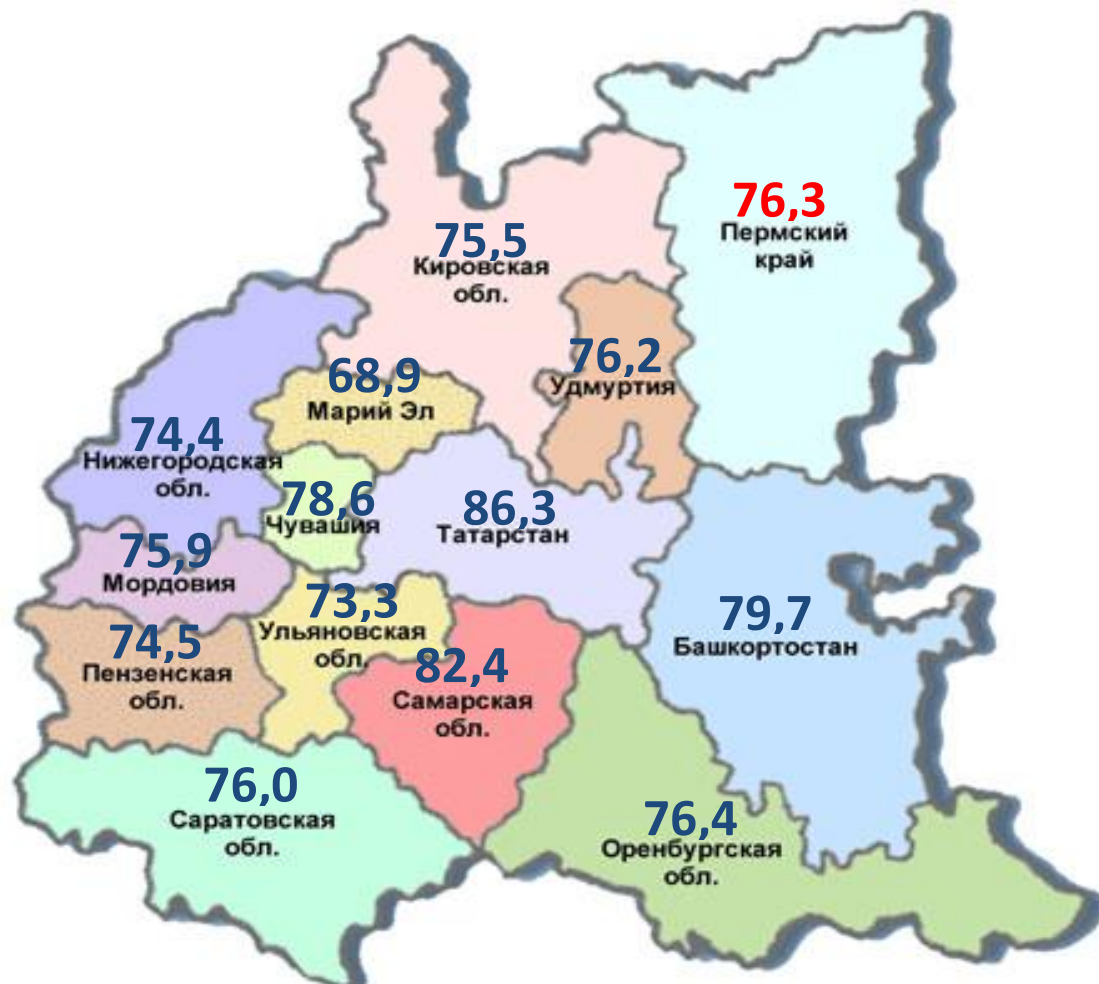 76,3
Пермский
край
75,5
Кировская
обл.
76,2
Удмуртия
68,9
Марий Эл
74,4
Нижегородская
обл.
78,6
Чувашия
86,3
Татарстан
75,9
Мордовия
73,3
Ульяновская
обл.
79,7
Башкортостан
74,5
Пензенская
обл.
82,4
Самарская
обл.
76,0
Саратовская
обл.
76,4
Оренбургская
обл.